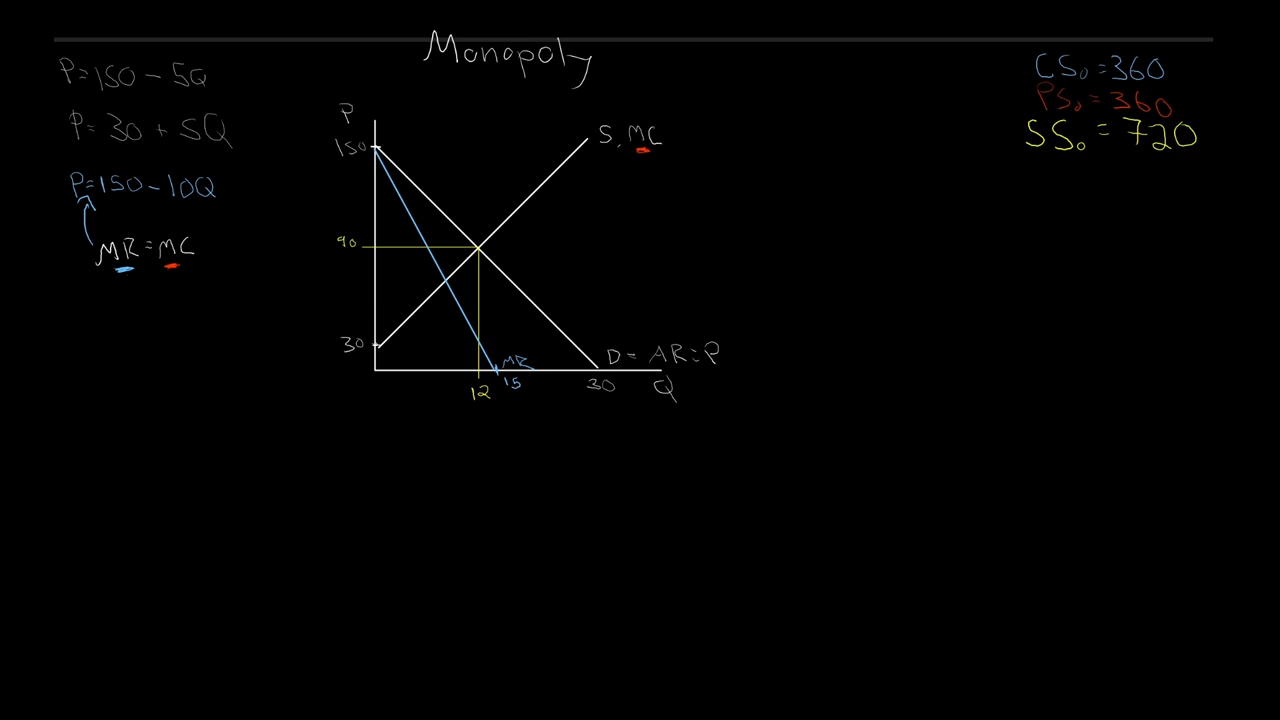 Monopoly
P=150-5Q
P=30+5Q
P=150-10Q
MR=MC
P
150
90
30
S, MC
D=AR=P
MR
12
15
30
Q
CS₀=360
PS₀=360
SS₀=720